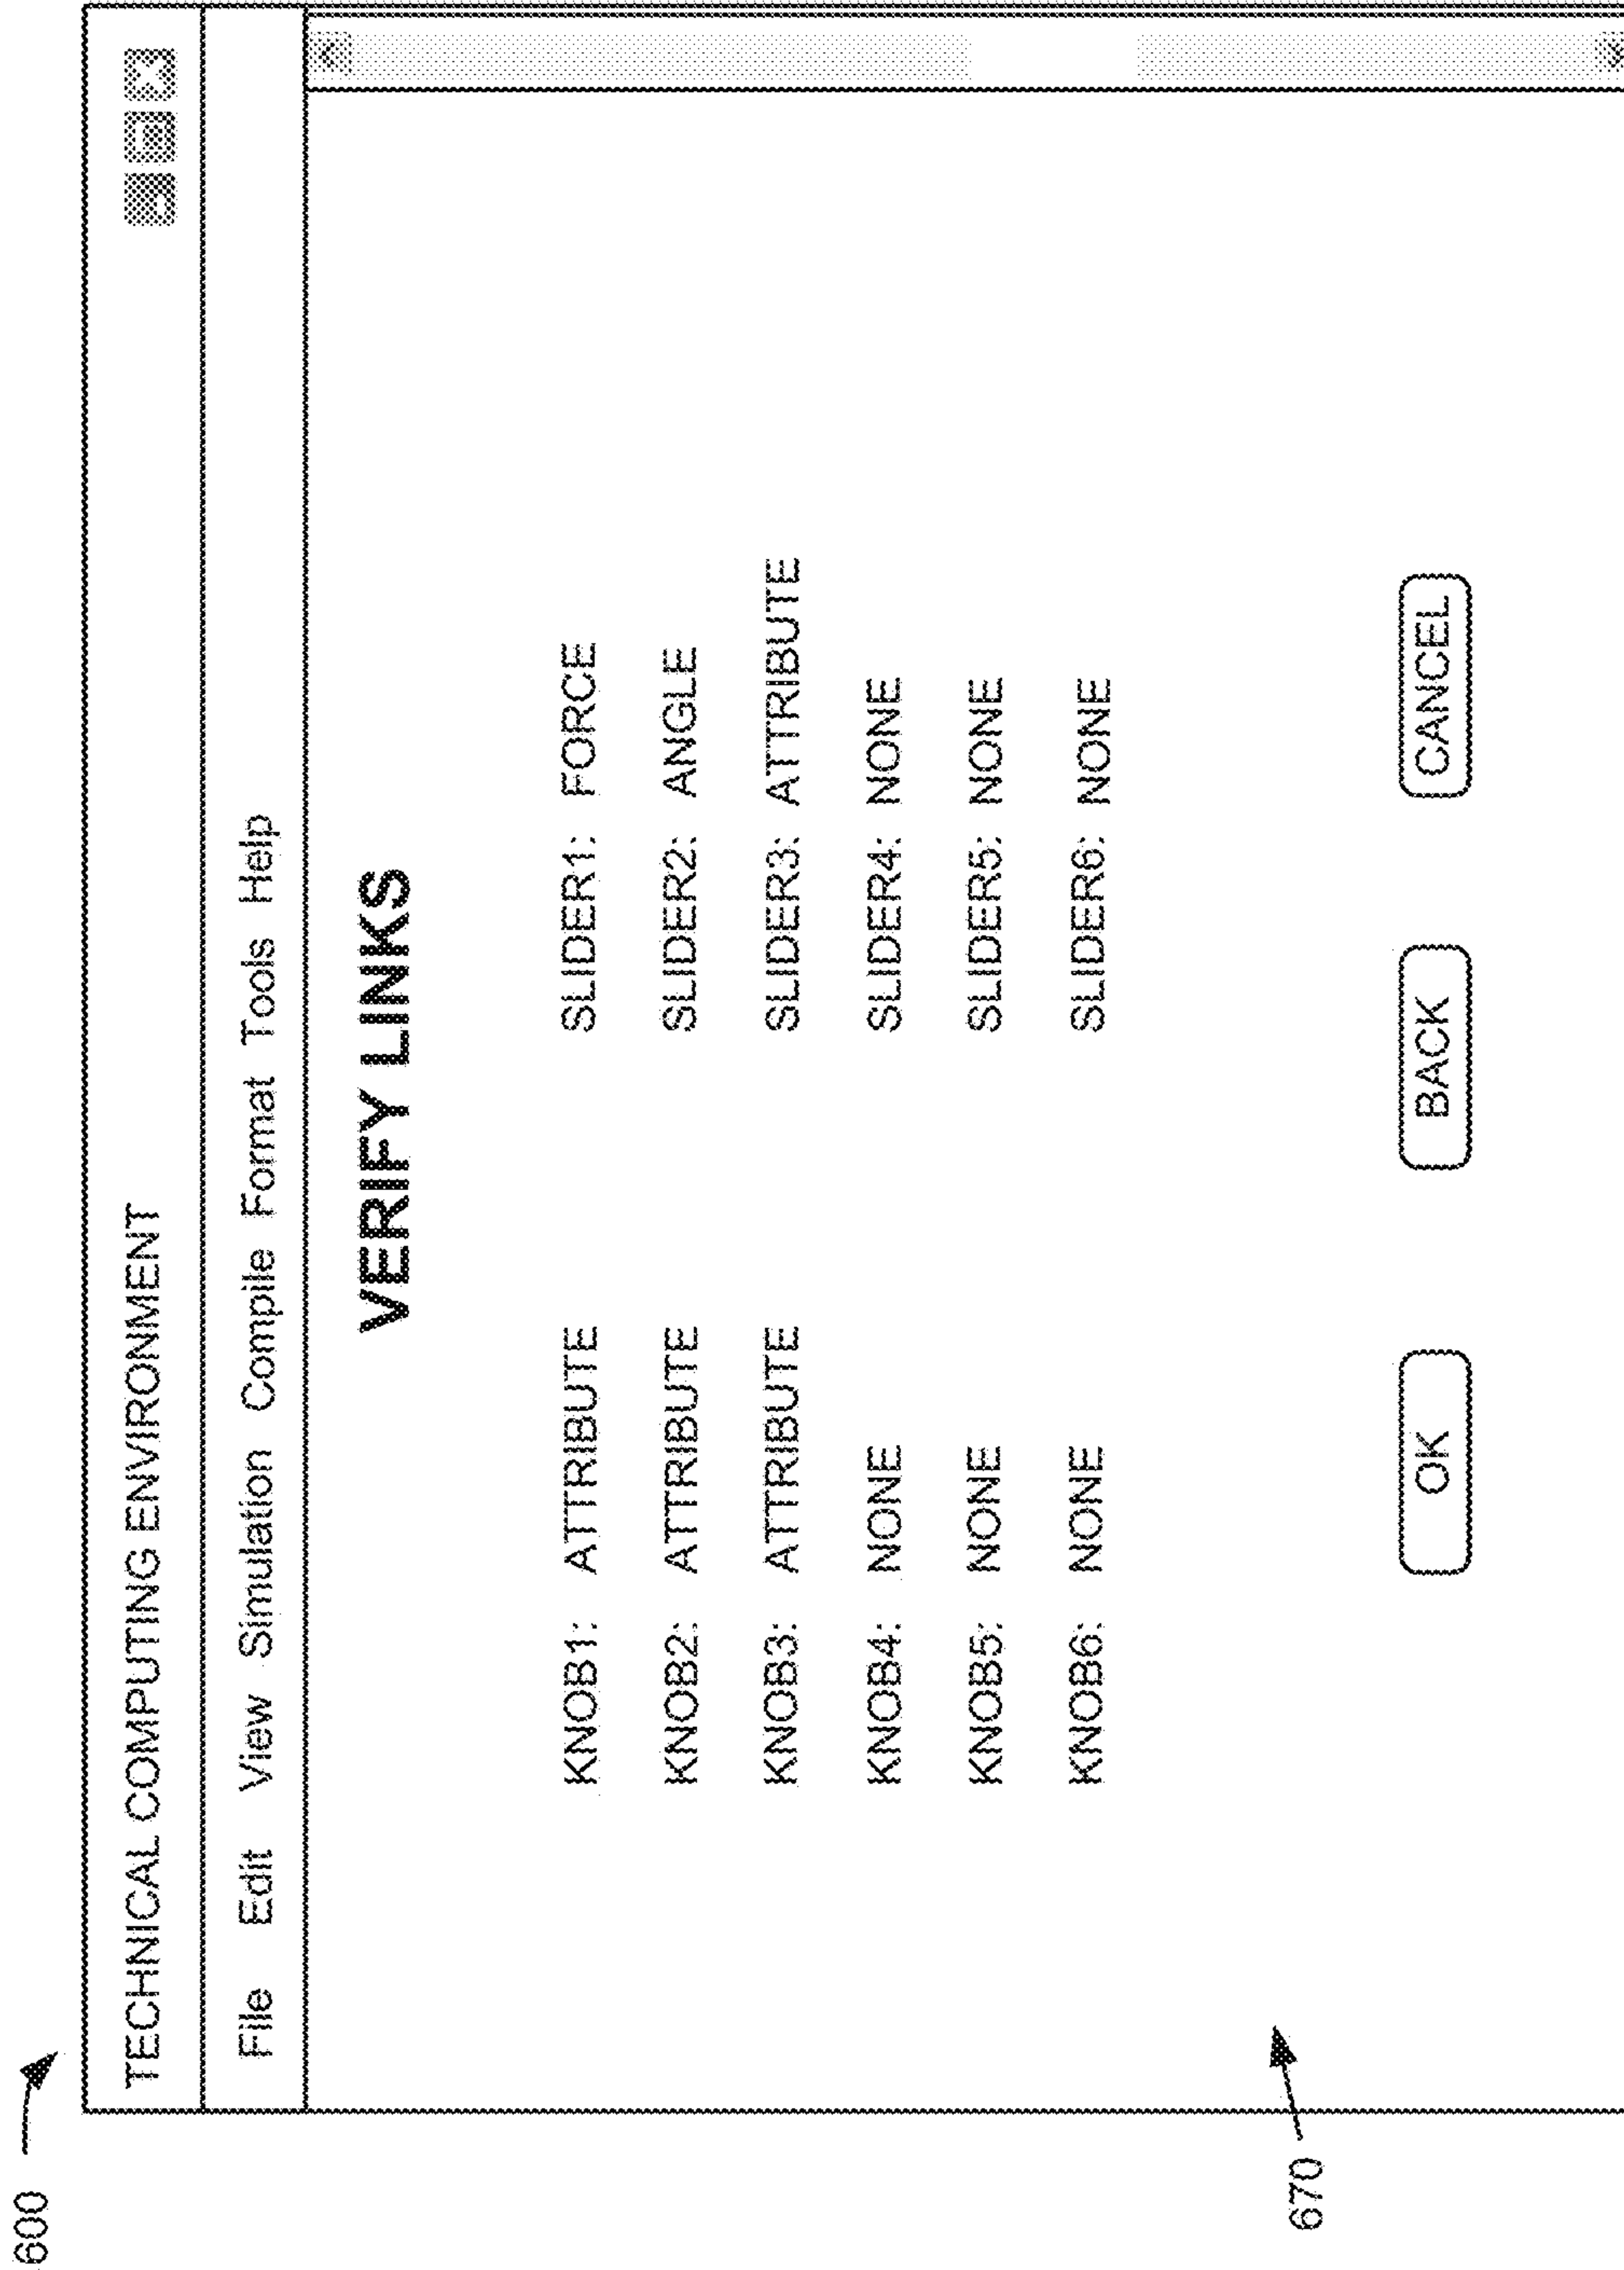 600
TECHNICAL COMPUTING ENVIRONMENT
File Edit View Simulation Compile Format Tools Help
VERIFY LINKS
KNOB1: ATTRIBUTE SLIDER1: FORCE
KNOB2: ATTRIBUTE SLIDER2: ANGLE
KNOB3: ATTRIBUTE SLIDER3: ATTRIBUTE
KNOB4: NONE SLIDER4: NONE
KNOB5: NONE SLIDER5: NONE
KNOB6: NONE SLIDER6: NONE
670
OK BACK CANCEL